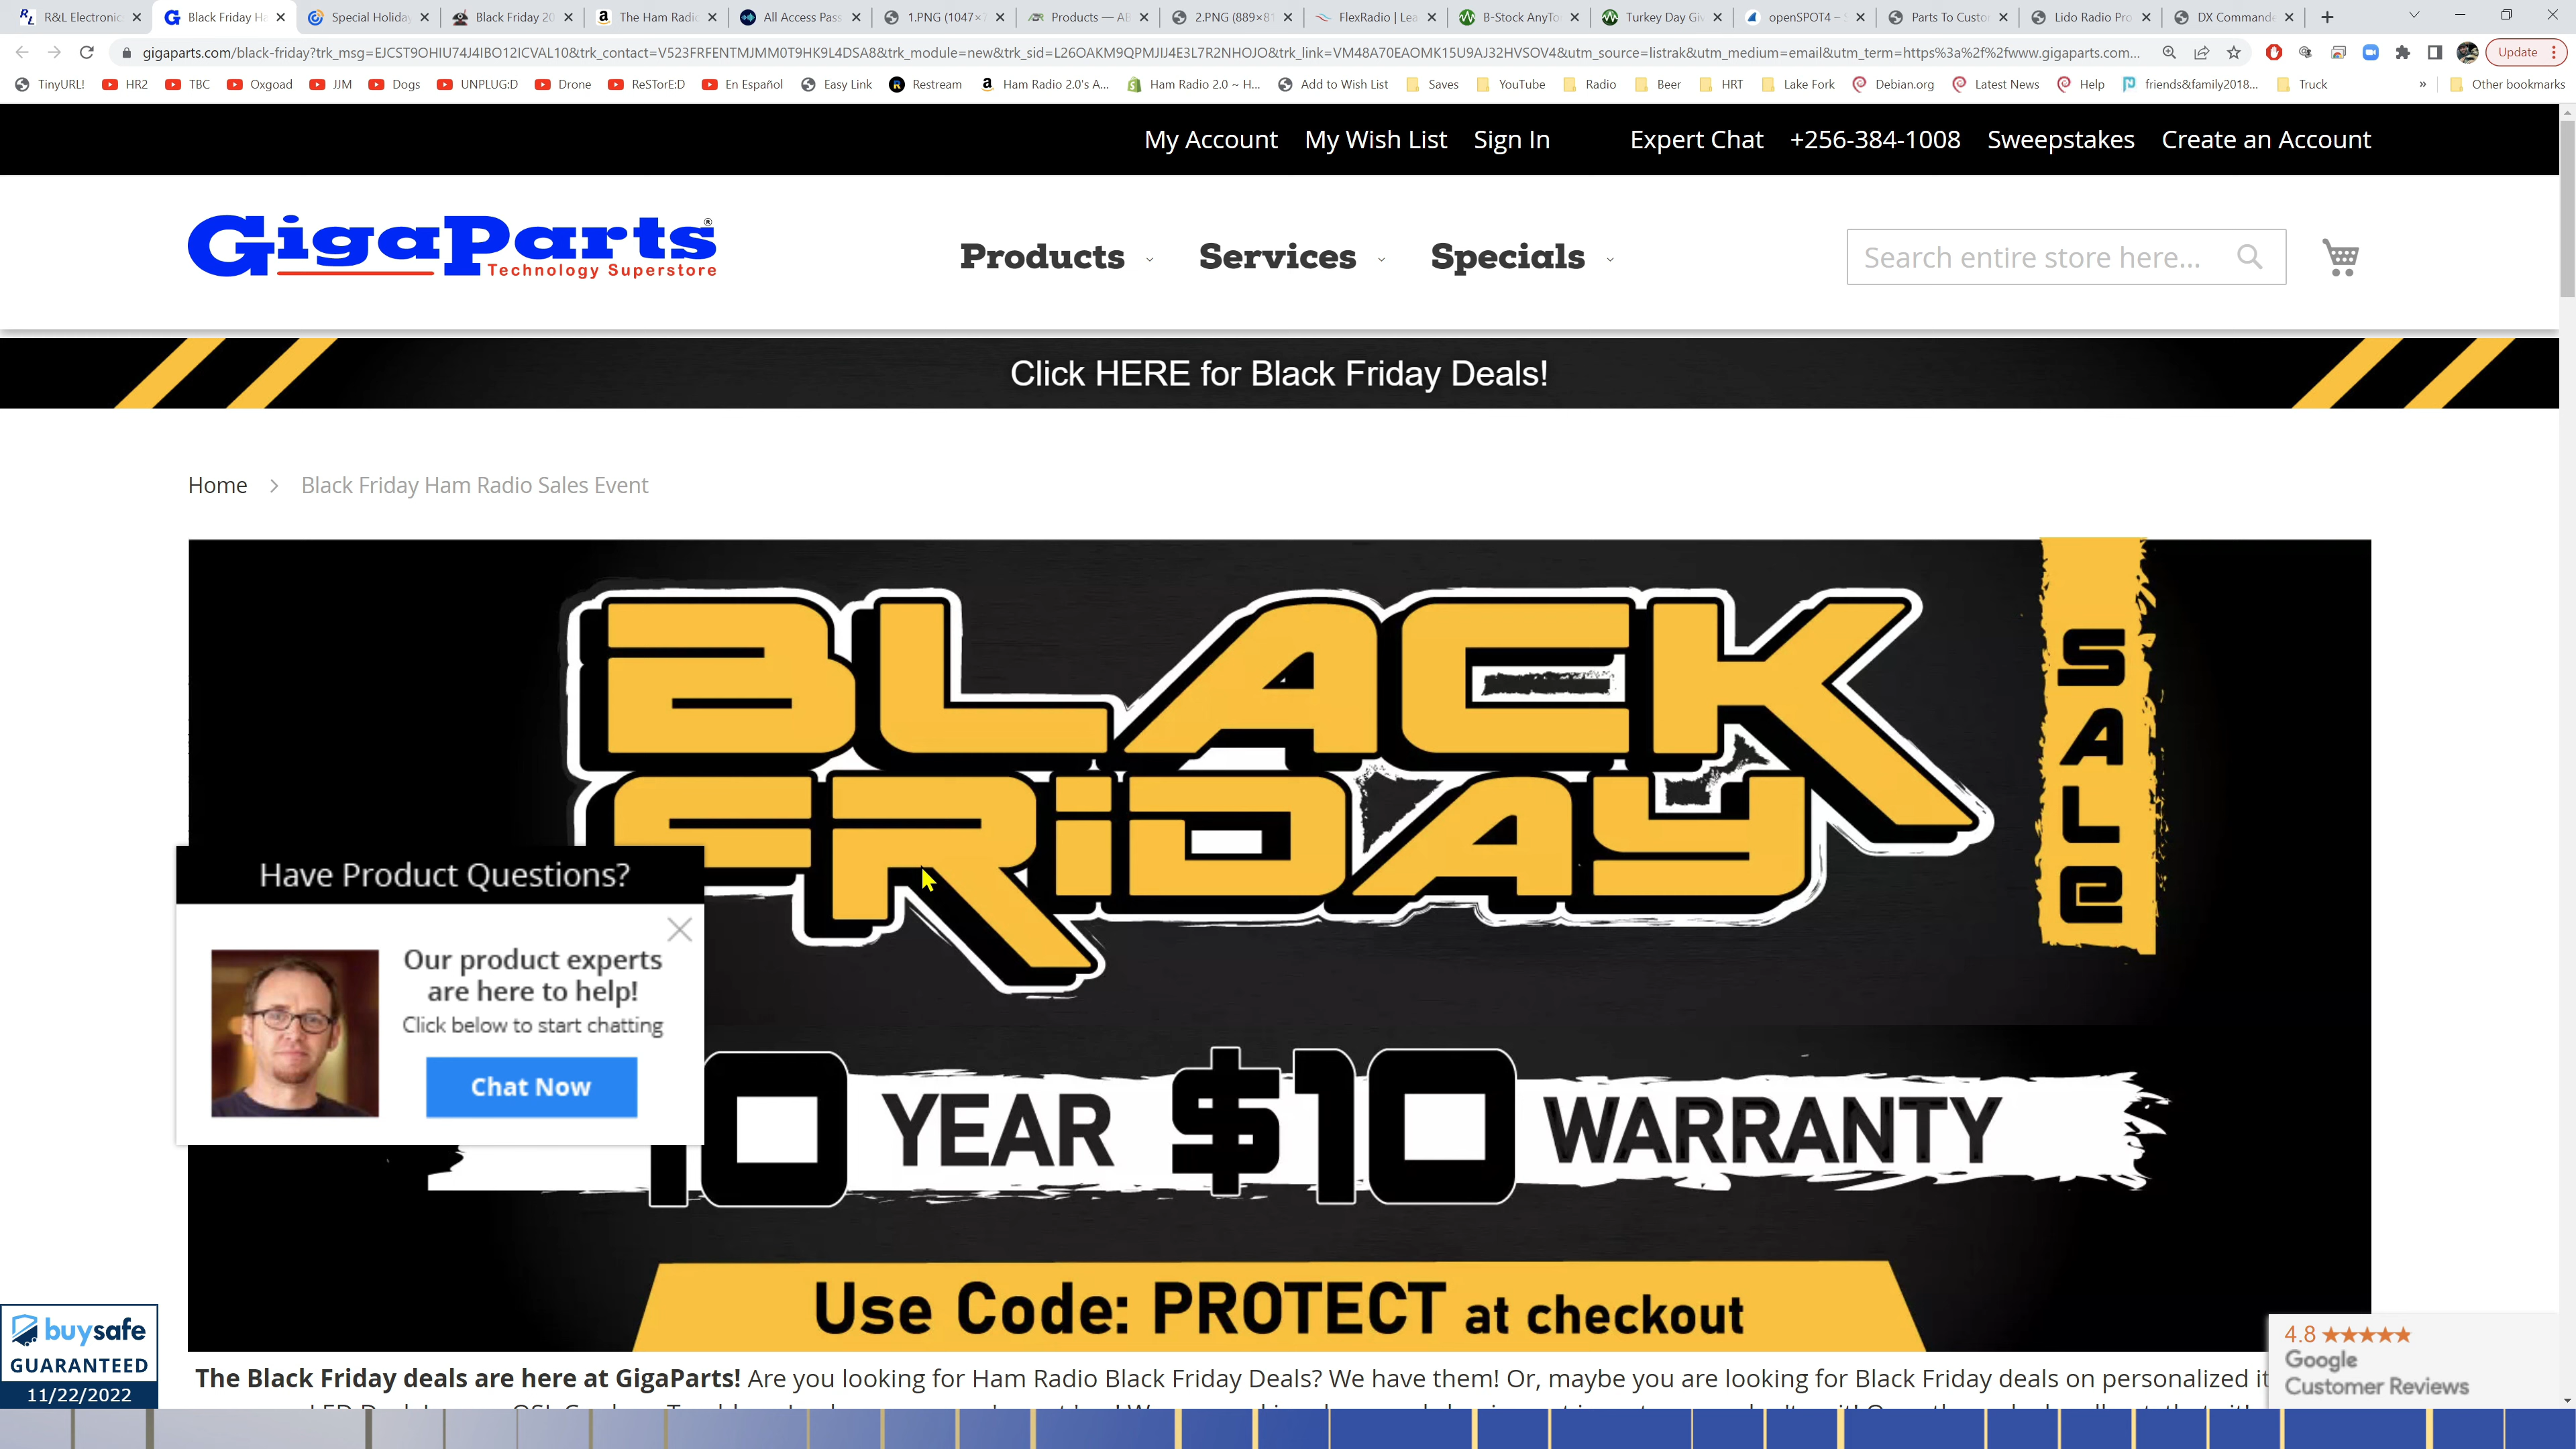 R&L Electronic
Black Friday Ha
Special Holiday
Black Friday 20
The Ham Radio
All Access Pass
1.PNG (1047×7
Products — AB
2.PNG (889×81
FlexRadio | Lea
B-Stock AnyTo
Turkey Day Giv
openSPOT4 – S
Parts To Custo
Lido Radio Pro
DX Commande
gigaparts.com/black-friday?trk_msg=EJCST9OHIU74J4IBO12ICVAL10&trk_contact=V523FRFENTMJMM0T9HK9L4DSA8&trk_module=new&trk_sid=L26OAKM9QPMJIJ4E3L7R2NHOJO&trk_link=VM48A70EAOMK15U9AJ32HVSOV4&utm_source=listrak&utm_medium=email&utm_term=https%3a%2f%2fwww.gigaparts.com...
Update
TinyURL!
HR2
TBC
Oxgoad
JJM
Dogs
UNPLUG:D
Drone
ReSTorE:D
En Español
Easy Link
Restream
Ham Radio 2.0's A...
Ham Radio 2.0 ~ H...
Add to Wish List
Saves
YouTube
Radio
Beer
HRT
Lake Fork
Debian.org
Latest News
Help
friends&family2018...
Truck
»
Other bookmarks
My Account My Wish List Sign In Expert Chat +256-384-1008 Sweepstakes Create an Account
GigaParts®
Technology Superstore
Products Services Specials
Search entire store here...
Click HERE for Black Friday Deals!
Home > Black Friday Ham Radio Sales Event
BLACK
FRiDAY
SALe
Have Product Questions?
Our product experts
are here to help!
Click below to start chatting
Chat Now
10 YEAR $10 WARRANTY
Use Code: PROTECT at checkout
buysafe
GUARANTEED
11/22/2022
4.8 ★★★★★
Google
Customer Reviews
The Black Friday deals are here at GigaParts! Are you looking for Ham Radio Black Friday Deals? We have them! Or, maybe you are looking for Black Friday deals on personalized it